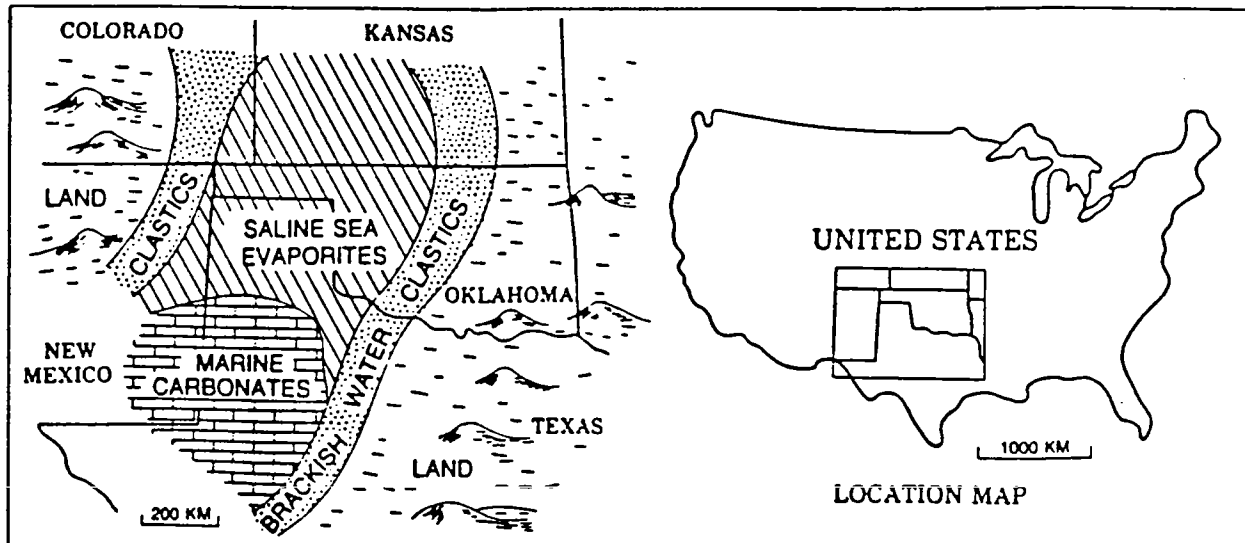 COLORADO
KANSAS
LAND
CLASTICS
SALINE SEA
EVAPORITES
CLASTICS
OKLAHOMA
NEW
MEXICO
MARINE
CARBONATES
BRACKISH WATER
TEXAS
LAND
200 KM
UNITED STATES
1000 KM
LOCATION MAP